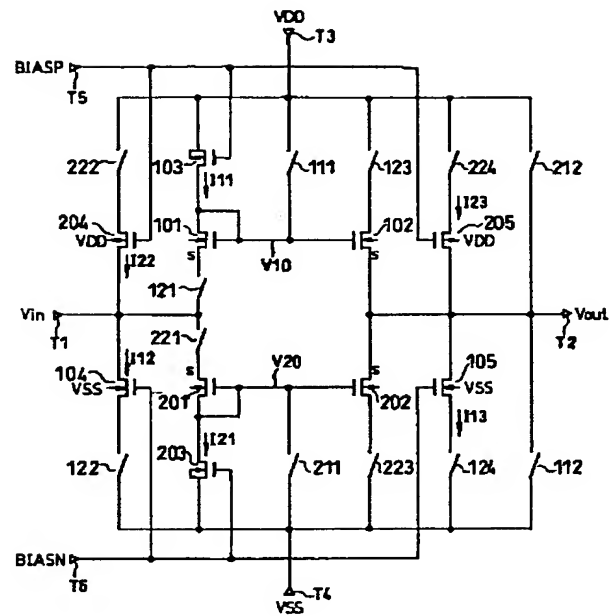 VDD
T3
BIASP
T5
222
103
I11
111
123
224
212
I23
204
VDD
101
102
205
VDD
I22
S
V10
S
121
Vin
T1
Vout
T2
221
I12
104
VSS
S
V20
S
105
VSS
201
202
I13
203
I21
122
211
223
124
112
BIASN
T6
T4
VSS